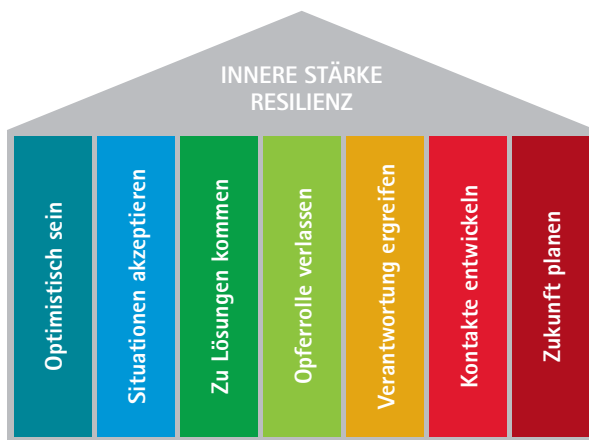 INNERE STÄRKE
RESILIENZ
Optimistisch sein
Situationen akzeptieren
Zu Lösungen kommen
Opferrolle verlassen
Verantwortung ergreifen
Kontakte entwickeln
Zukunft planen